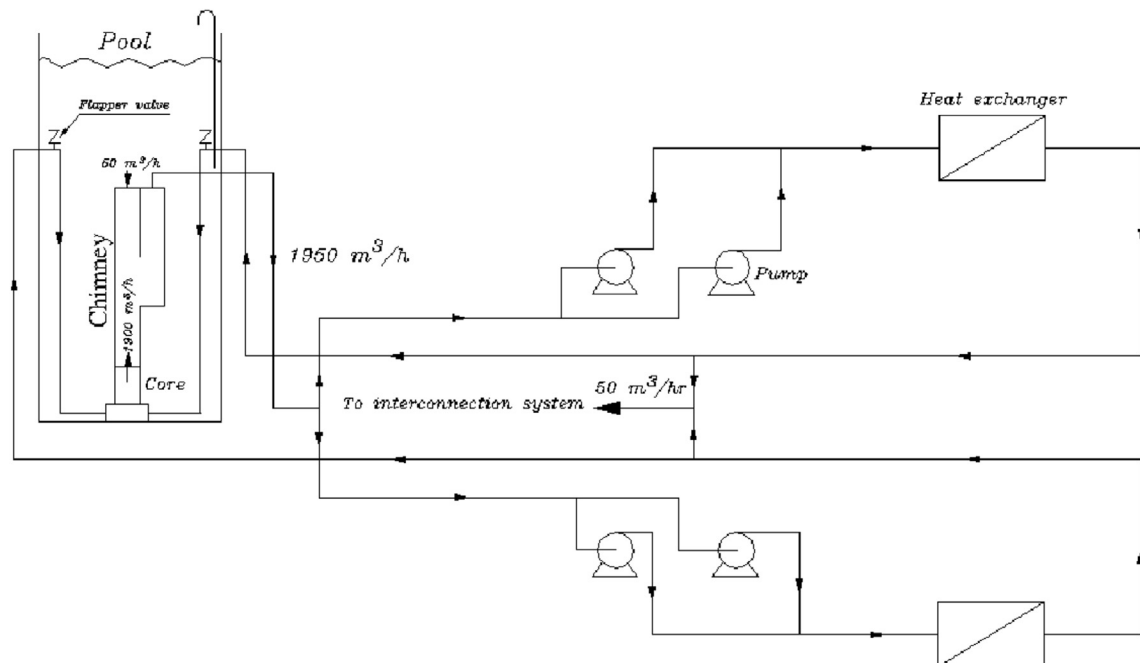 Pool
Flapper valve
50 m³/h
Chimney
1900 m³/h
Core
1950 m³/h
Heat exchanger
Pump
50 m³/hr
To interconnection system